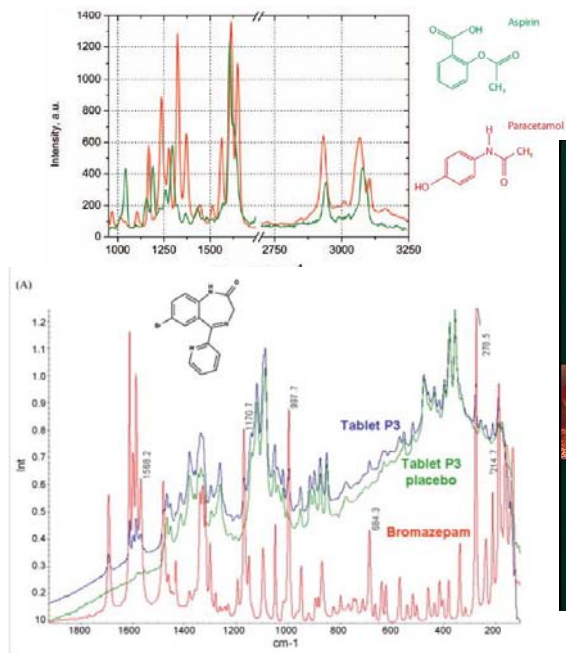 1400
1200
1000
800
600
400
200
0
Intensity, a.u.
1000 1250 1500 2750 3000 3250
Aspirin
OH
O
O
O
CH₃
Paracetamol
H
N
CH₃
O
HO
(A)
H
N
O
Br
N
N
1.2
1.1
1.0
0.9
0.8
0.7
0.6
0.5
0.4
0.3
0.2
10
Int
1568.2
1170.7
997.7
684.3
278.5
214.7
Tablet P3
Tablet P3
placebo
Bromazepam
1800 1600 1400 1200 1000 800 600 400 200
cm-1